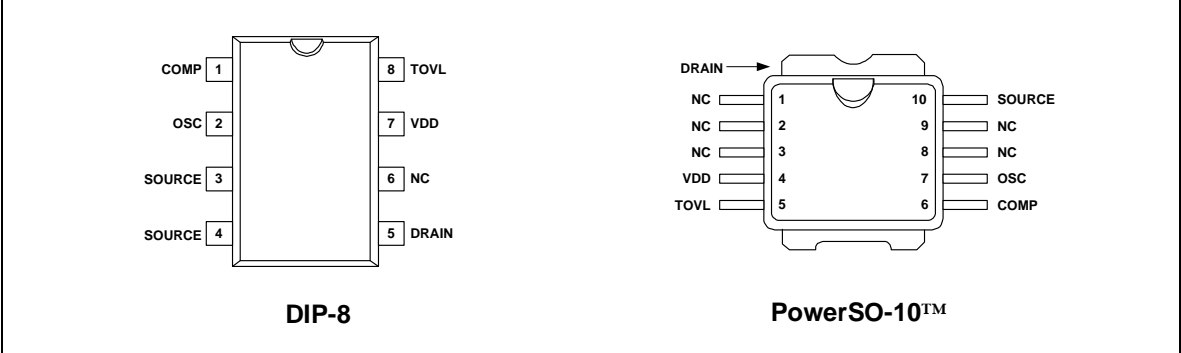 COMP 1
OSC 2
SOURCE 3
SOURCE 4
8 TOVL
7 VDD
6 NC
5 DRAIN
DIP-8
DRAIN
NC 1
NC 2
NC 3
VDD 4
TOVL 5
10 SOURCE
9 NC
8 NC
7 OSC
6 COMP
PowerSO-10™